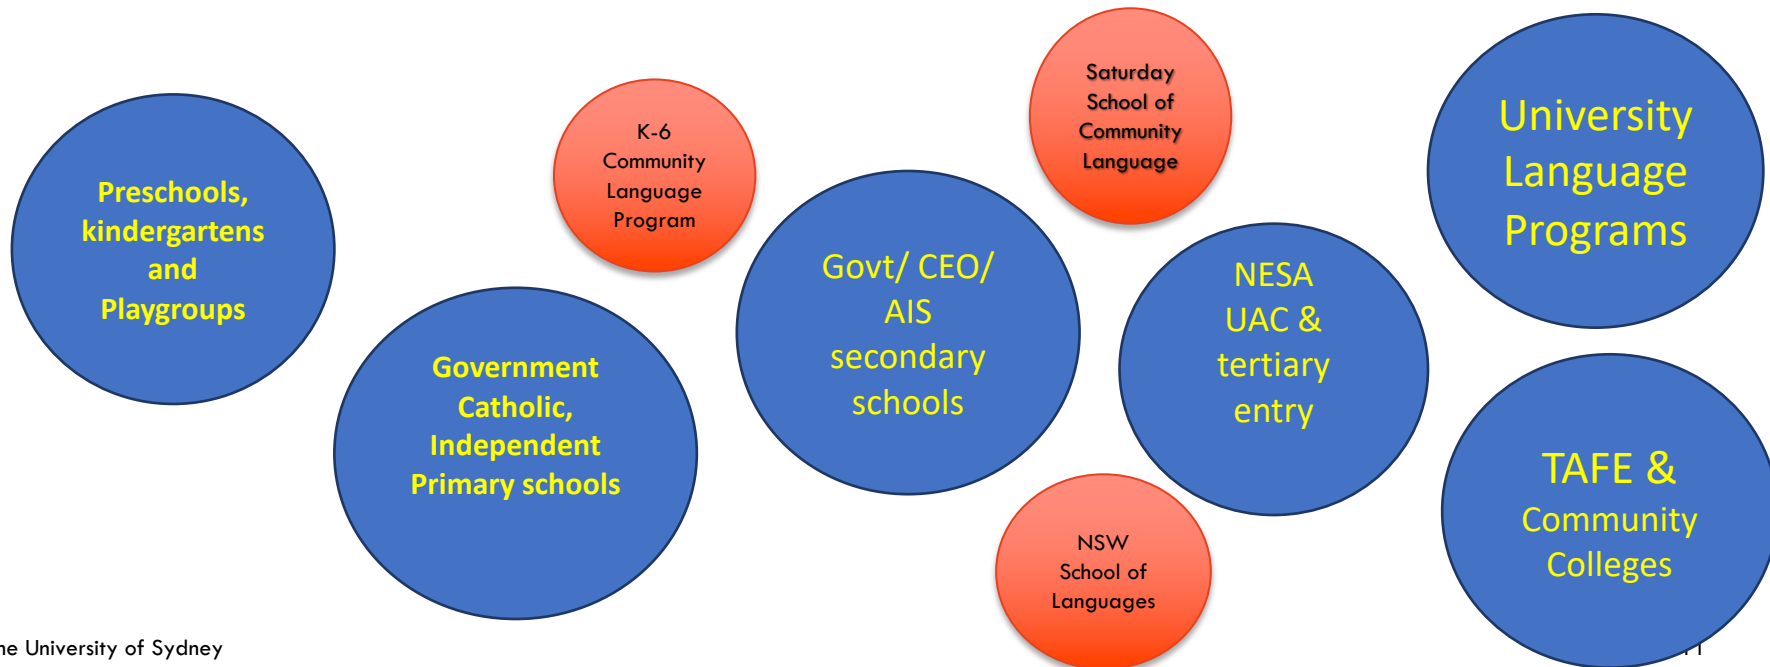 Preschools,
kindergartens
and
Playgroups
K-6
Community
Language
Program
Government
Catholic,
Independent
Primary schools
Govt/ CEO/
AIS
secondary
schools
Saturday
School of
Community
Language
NESA
UAC &
tertiary
entry
NSW
School of
Languages
University
Language
Programs
TAFE &
Community
Colleges
University of Sydney